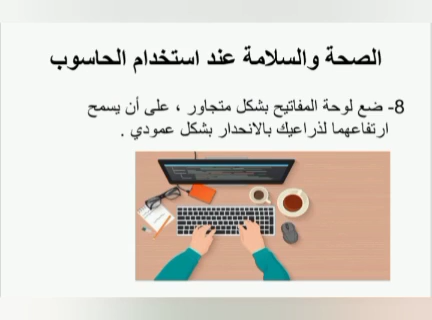 الصحة والسلامة عند استخدام الحاسوب
8- ضع لوحة المفاتيح بشكل متجاور ، على أن يسمح
ارتفاعهما لذراعيك بالانحدار بشكل عمودي .